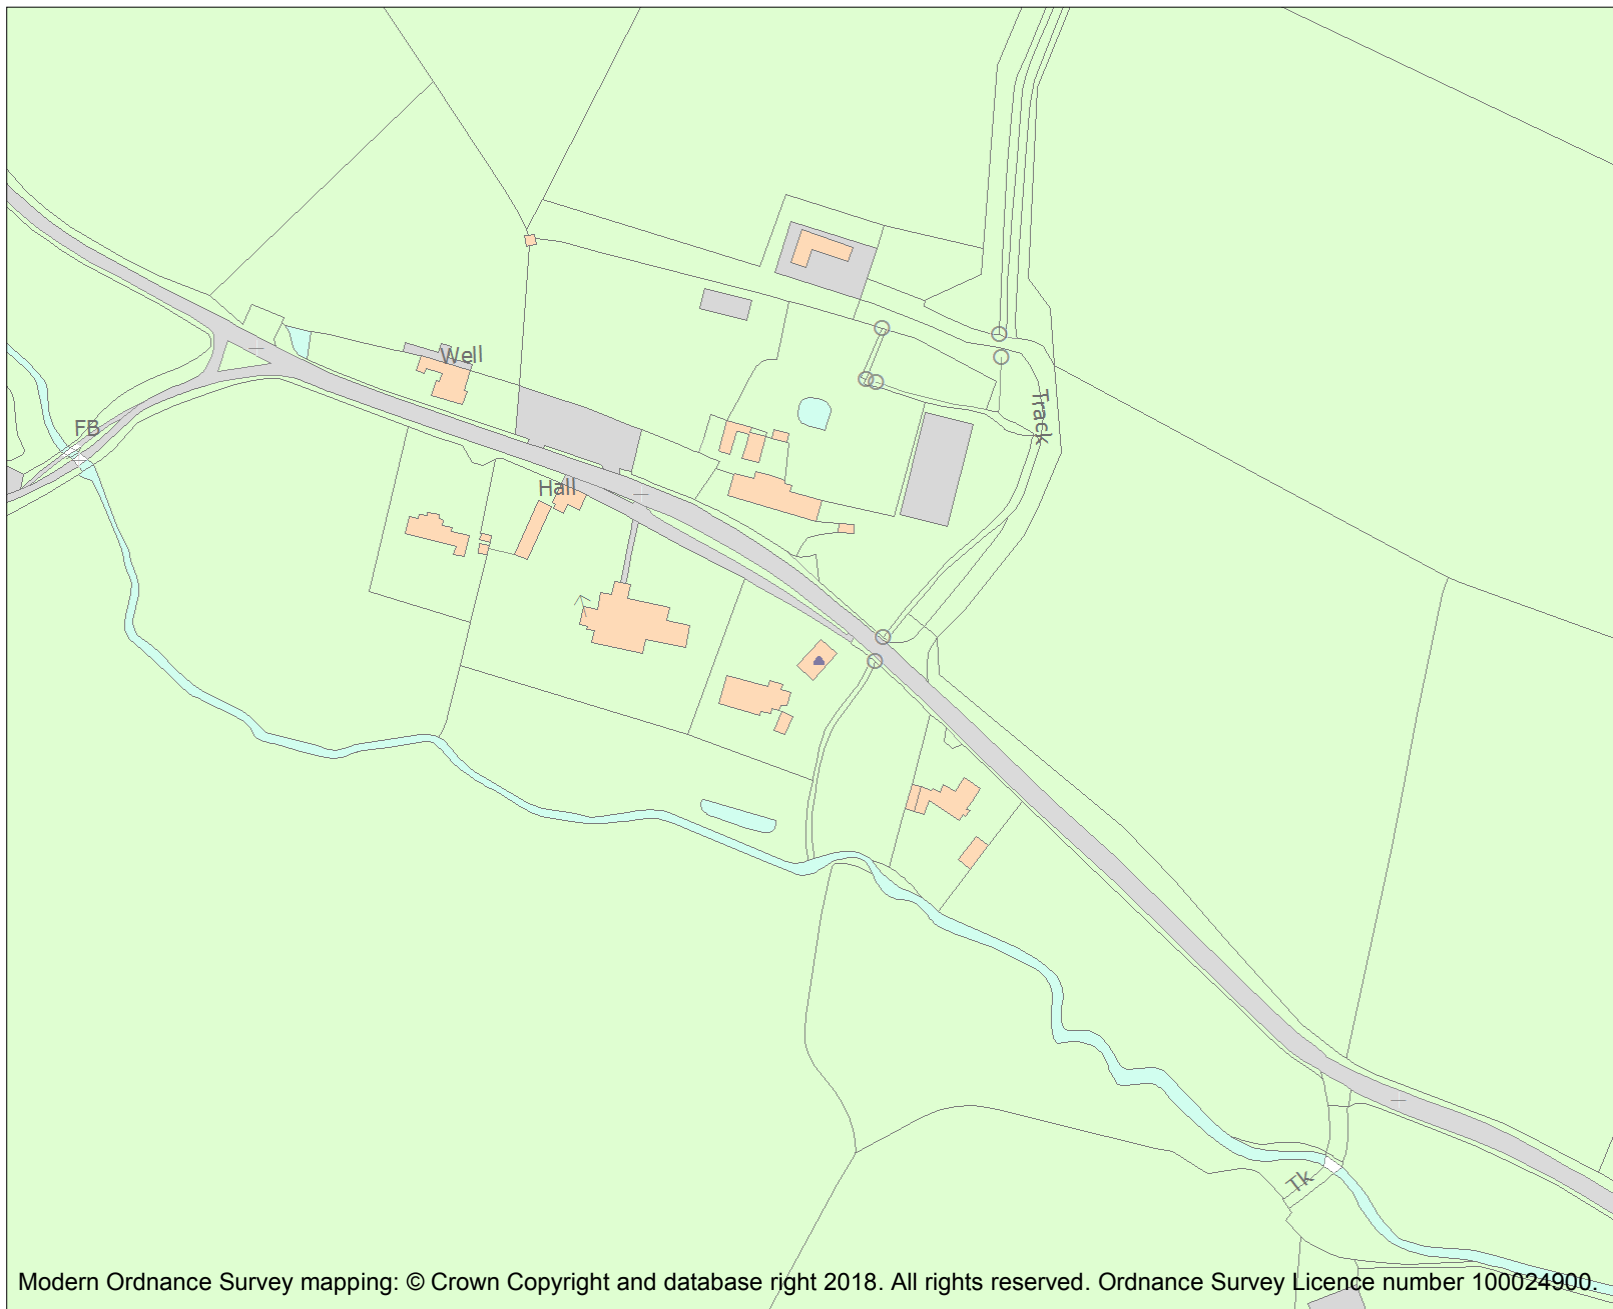 Well
Track
FB
Hall
Tk
Modern Ordnance Survey mapping: © Crown Copyright and database right 2018. All rights reserved. Ordnance Survey Licence number 100024900.